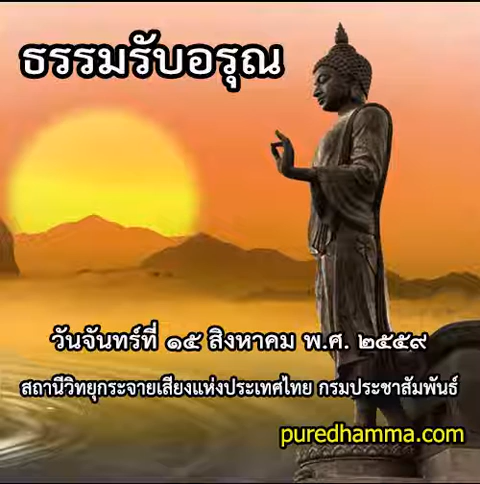 ธรรมรับอรุณ
วันจันทร์ที่ ๑๕ สิงหาคม พ.ศ. ๒๕๕๙
สถานีวิทยุกระจายเสียงแห่งประเทศไทย กรมประชาสัมพันธ์
puredhamma.com